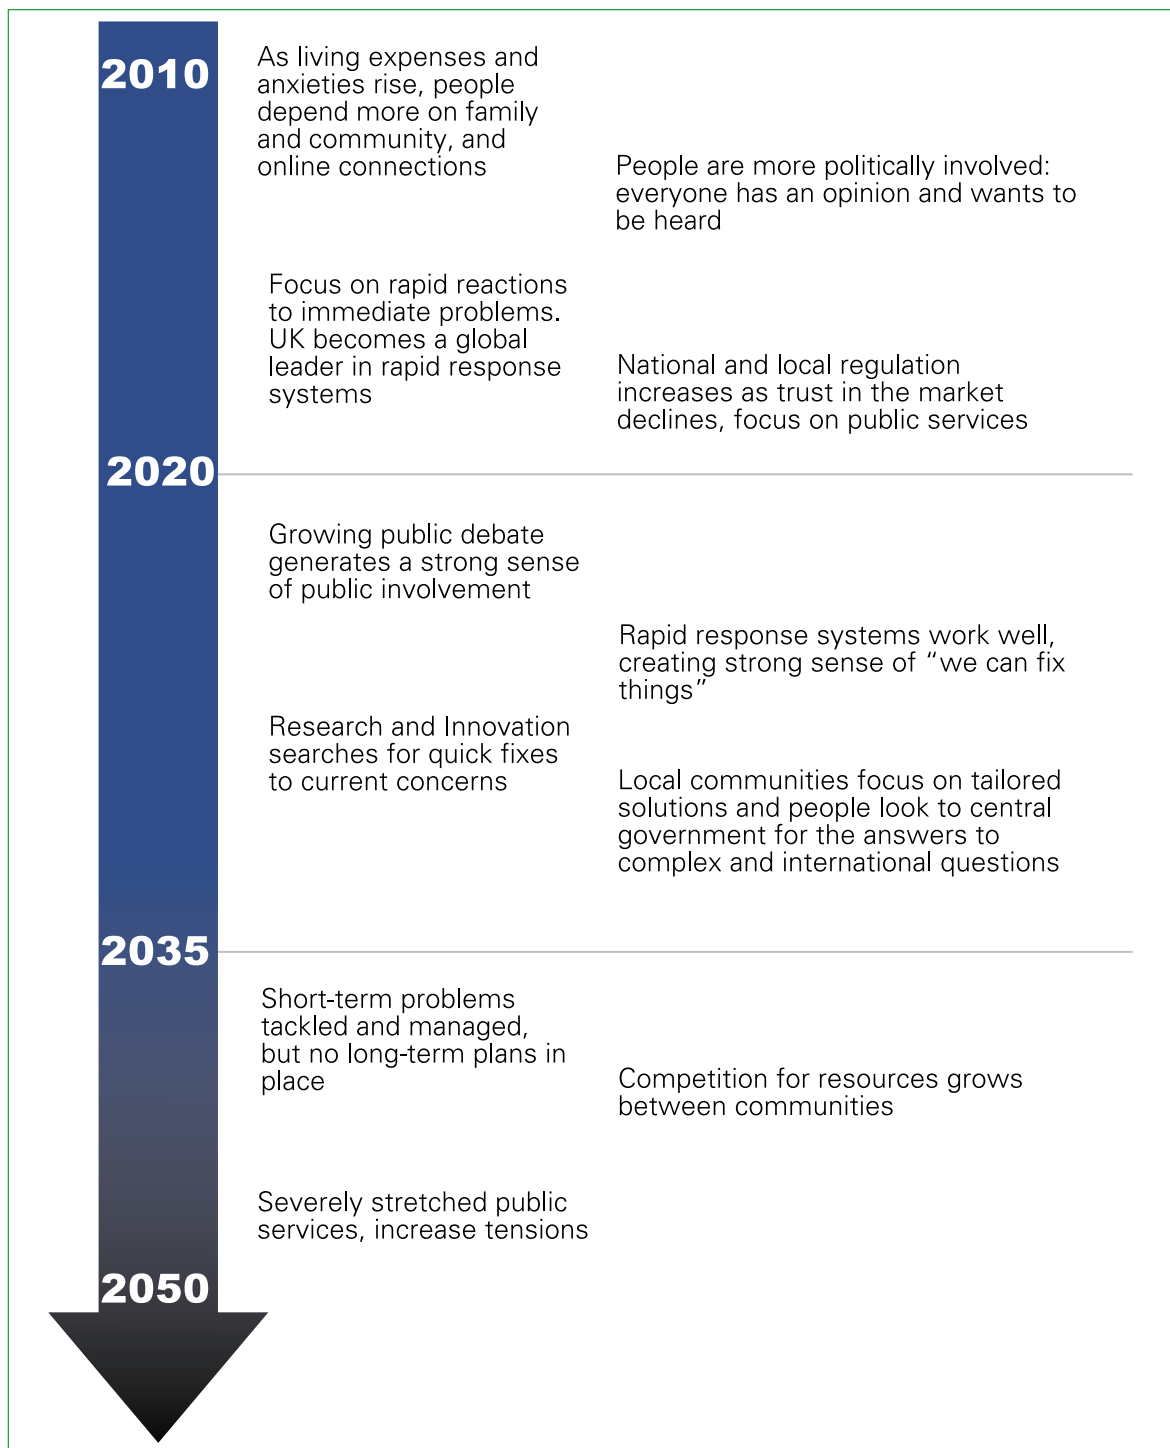 2010
As living expenses and
anxieties rise, people
depend more on family
and community, and
online connections
People are more politically involved:
everyone has an opinion and wants to
be heard
Focus on rapid reactions
to immediate problems.
UK becomes a global
leader in rapid response
systems
National and local regulation
increases as trust in the market
declines, focus on public services
2020
Growing public debate
generates a strong sense
of public involvement
Rapid response systems work well,
creating strong sense of “we can fix
things”
Research and Innovation
searches for quick fixes
to current concerns
Local communities focus on tailored
solutions and people look to central
government for the answers to
complex and international questions
2035
Short-term problems
tackled and managed,
but no long-term plans in
place
Competition for resources grows
between communities
Severely stretched public
services, increase tensions
2050